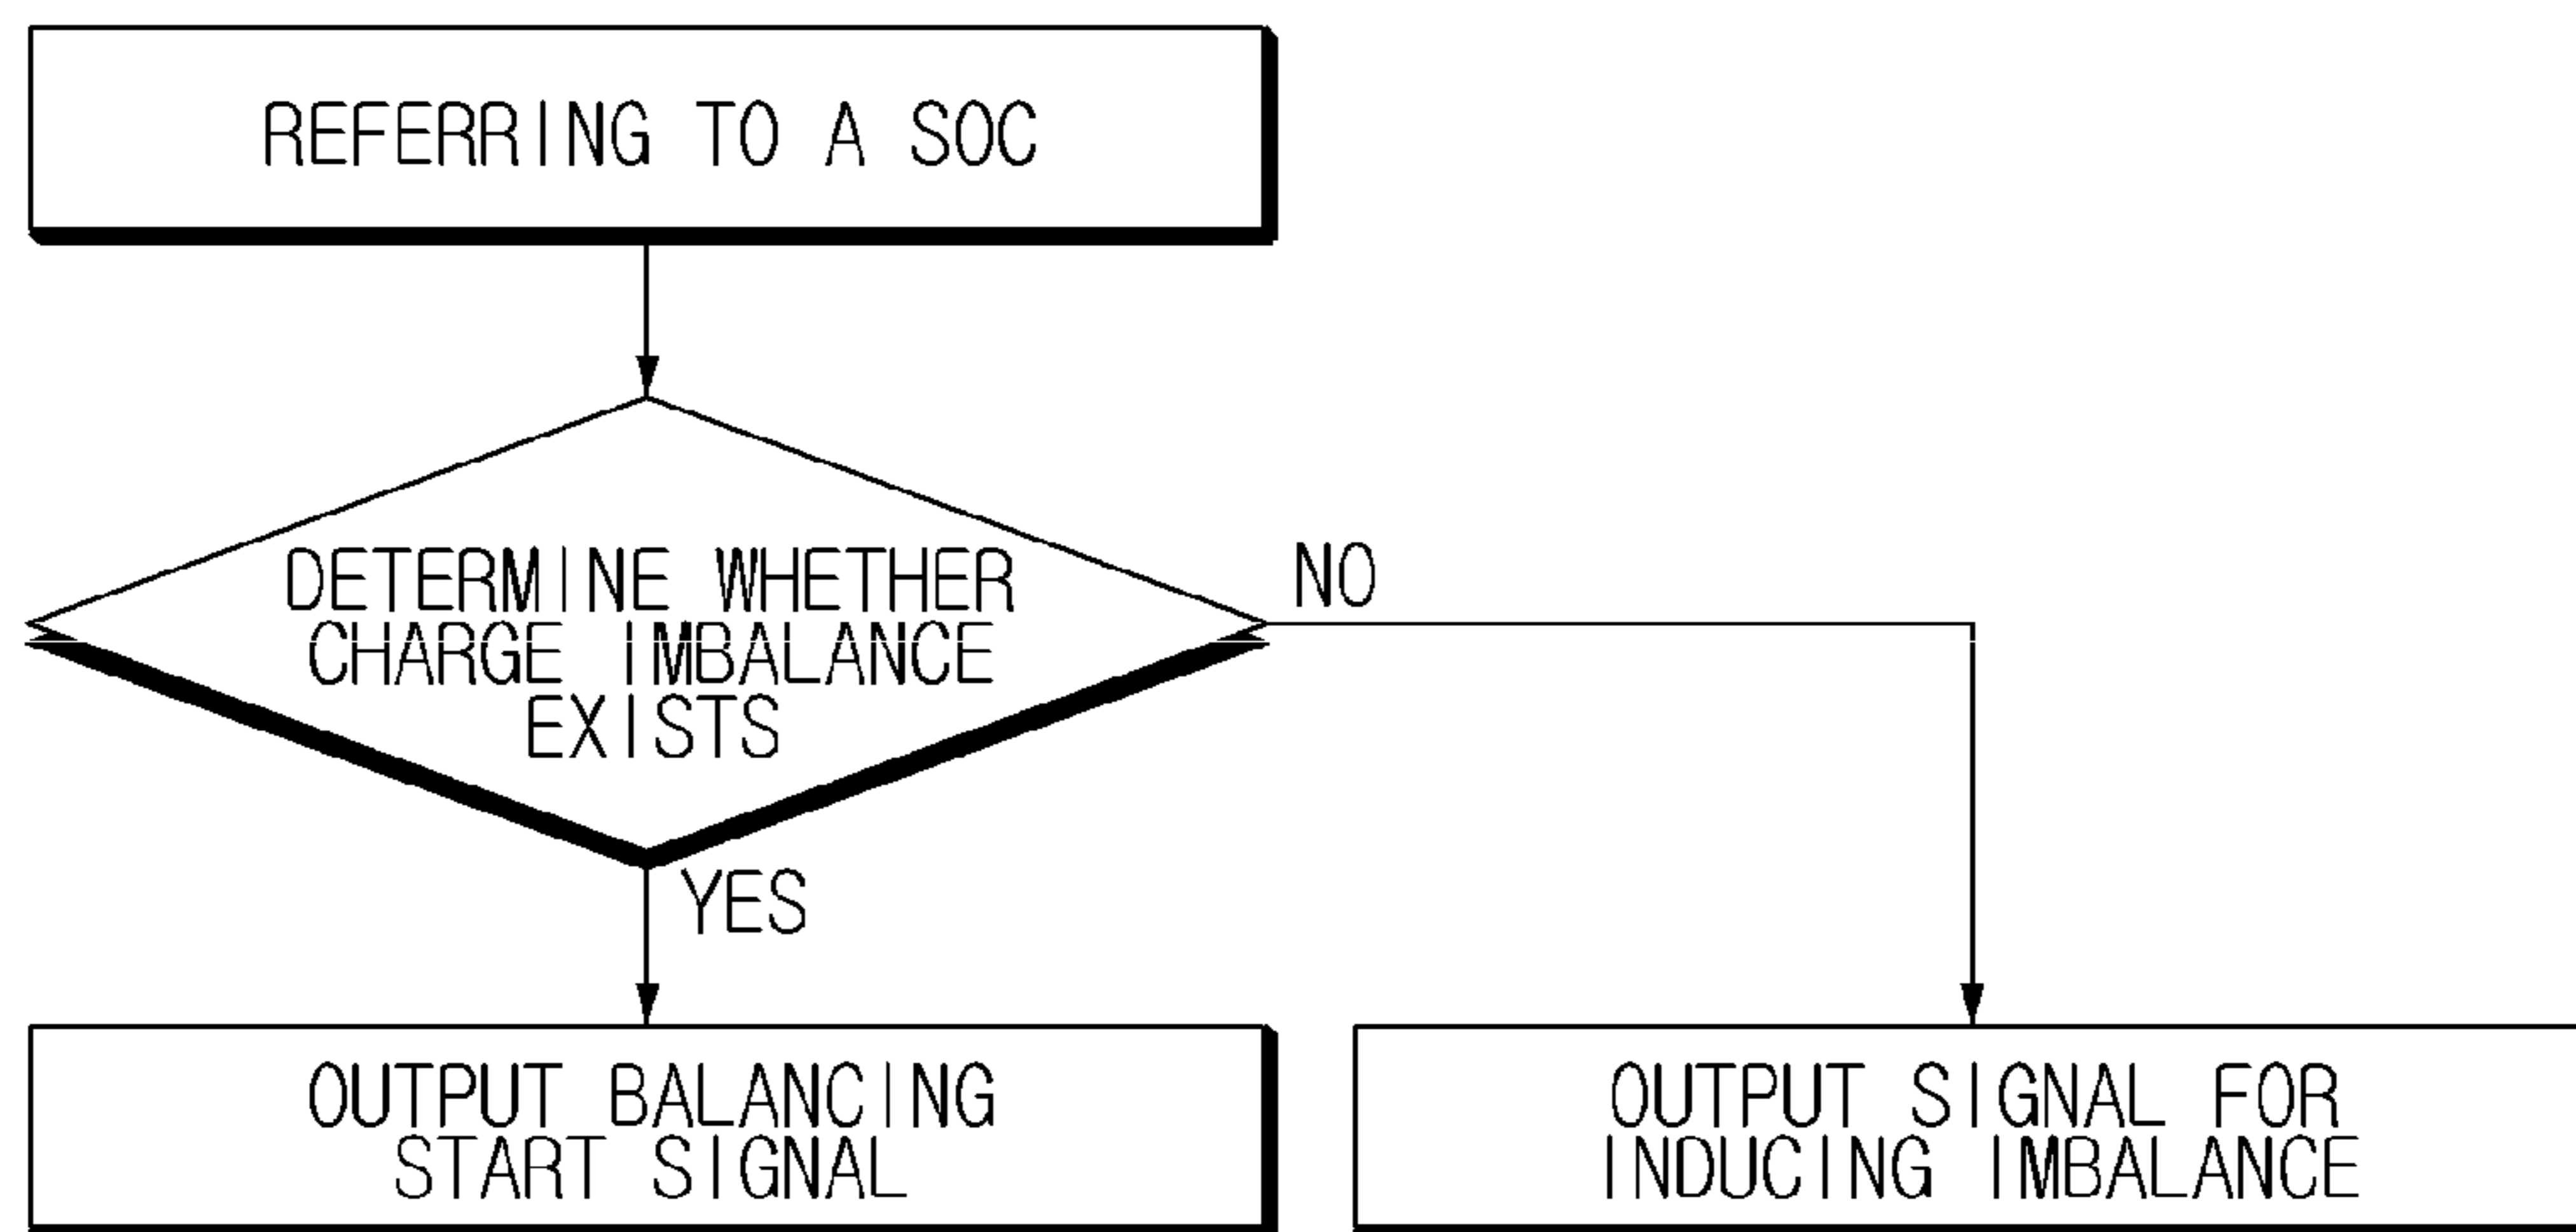 REFERRING TO A SOC
DETERMINE WHETHER
CHARGE IMBALANCE
EXISTS
NO
YES
OUTPUT BALANCING
START SIGNAL
OUTPUT SIGNAL FOR
INDUCING IMBALANCE